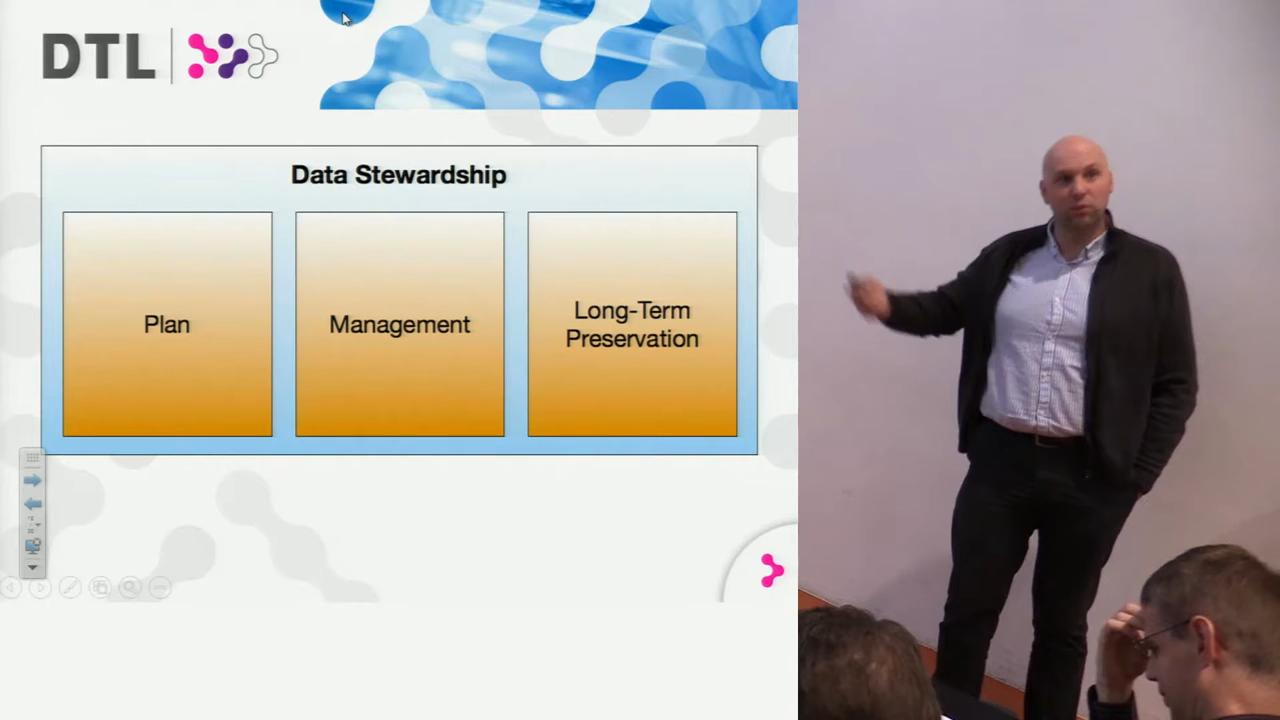 DTL
Data Stewardship
Plan
Management
Long-Term
Preservation